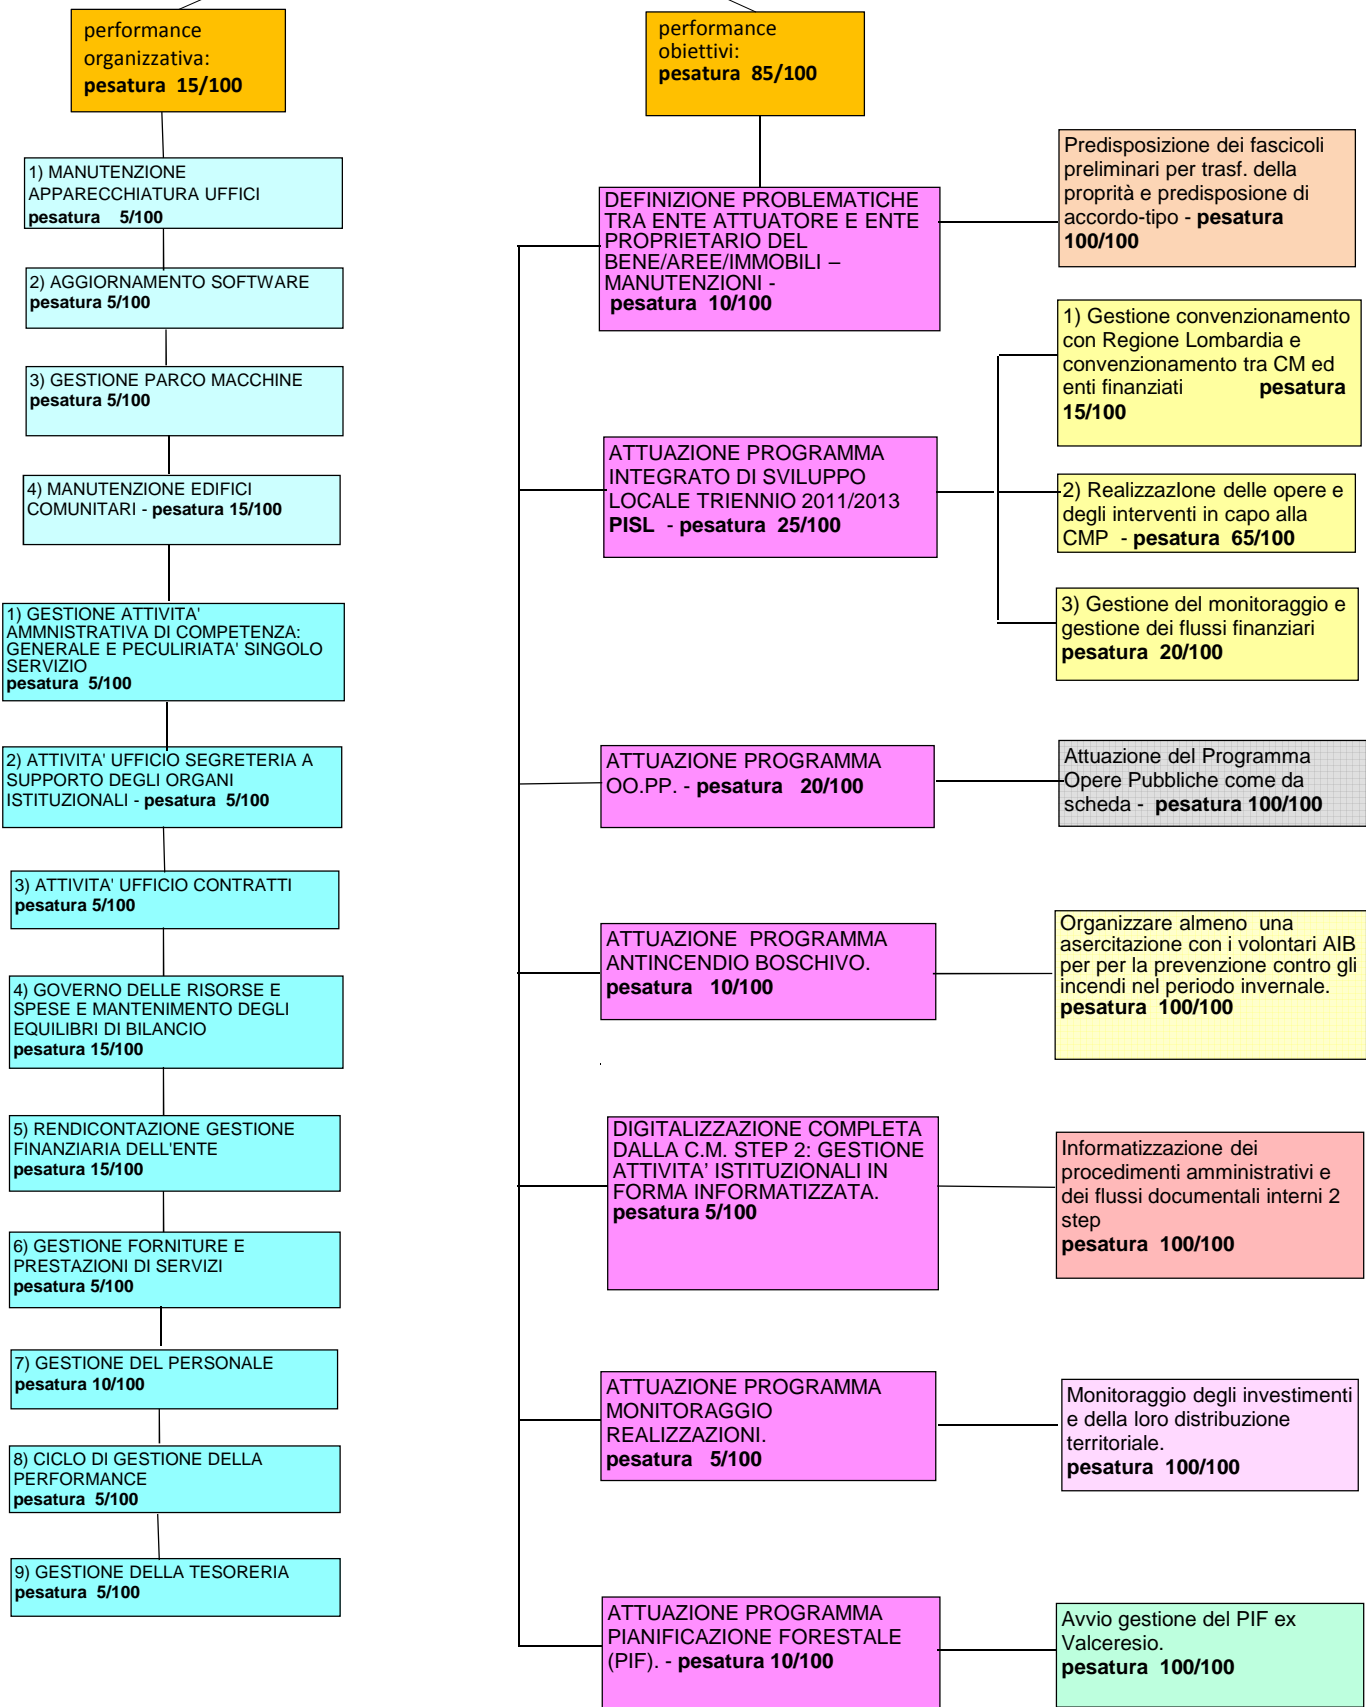 performance
organizzativa:
pesatura 15/100
1) MANUTENZIONE
APPARECCHIATURA UFFICI
pesatura 5/100
2) AGGIORNAMENTO SOFTWARE
pesatura 5/100
3) GESTIONE PARCO MACCHINE
pesatura 5/100
4) MANUTENZIONE EDIFICI
COMUNITARI - pesatura 15/100
1) GESTIONE ATTIVITA'
AMMNISTRATIVA DI COMPETENZA:
GENERALE E PECULIRIATA' SINGOLO
SERVIZIO
pesatura 5/100
2) ATTIVITA' UFFICIO SEGRETERIA A
SUPPORTO DEGLI ORGANI
ISTITUZIONALI - pesatura 5/100
3) ATTIVITA' UFFICIO CONTRATTI
pesatura 5/100
4) GOVERNO DELLE RISORSE E
SPESE E MANTENIMENTO DEGLI
EQUILIBRI DI BILANCIO
pesatura 15/100
5) RENDICONTAZIONE GESTIONE
FINANZIARIA DELL'ENTE
pesatura 15/100
6) GESTIONE FORNITURE E
PRESTAZIONI DI SERVIZI
pesatura 5/100
7) GESTIONE DEL PERSONALE
pesatura 10/100
8) CICLO DI GESTIONE DELLA
PERFORMANCE
pesatura 5/100
9) GESTIONE DELLA TESORERIA
pesatura 5/100
performance
obiettivi:
pesatura 85/100
DEFINIZIONE PROBLEMATICHE
TRA ENTE ATTUATORE E ENTE
PROPRIETARIO DEL
BENE/AREE/IMMOBILI –
MANUTENZIONI -
pesatura 10/100
Predisposizione dei fascicoli
preliminari per trasf. della
proprità e predisposione di
accordo-tipo - pesatura
100/100
ATTUAZIONE PROGRAMMA
INTEGRATO DI SVILUPPO
LOCALE TRIENNIO 2011/2013
PISL - pesatura 25/100
1) Gestione convenzionamento
con Regione Lombardia e
convenzionamento tra CM ed
enti finanziati pesatura
15/100
2) RealizzazIone delle opere e
degli interventi in capo alla
CMP - pesatura 65/100
3) Gestione del monitoraggio e
gestione dei flussi finanziari
pesatura 20/100
ATTUAZIONE PROGRAMMA
OO.PP. - pesatura 20/100
Attuazione del Programma
Opere Pubbliche come da
scheda - pesatura 100/100
ATTUAZIONE PROGRAMMA
ANTINCENDIO BOSCHIVO.
pesatura 10/100
Organizzare almeno una
asercitazione con i volontari AIB
per per la prevenzione contro gli
incendi nel periodo invernale.
pesatura 100/100
DIGITALIZZAZIONE COMPLETA
DALLA C.M. STEP 2: GESTIONE
ATTIVITA' ISTITUZIONALI IN
FORMA INFORMATIZZATA.
pesatura 5/100
Informatizzazione dei
procedimenti amministrativi e
dei flussi documentali interni 2
step
pesatura 100/100
ATTUAZIONE PROGRAMMA
MONITORAGGIO
REALIZZAZIONI.
pesatura 5/100
Monitoraggio degli investimenti
e della loro distribuzione
territoriale.
pesatura 100/100
ATTUAZIONE PROGRAMMA
PIANIFICAZIONE FORESTALE
(PIF). - pesatura 10/100
Avvio gestione del PIF ex
Valceresio.
pesatura 100/100